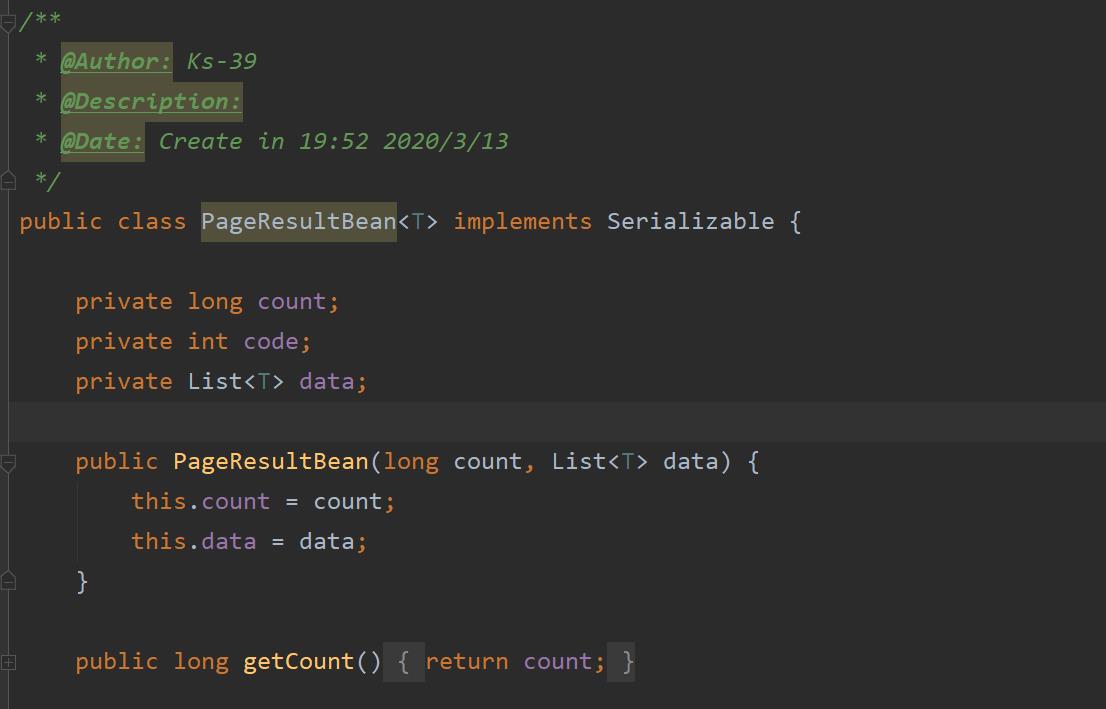 /**
 * @Author: Ks-39
 * @Description:
 * @Date: Create in 19:52 2020/3/13
 */
public class PageResultBean<T> implements Serializable {
    private long count;
    private int code;
    private List<T> data;
    public PageResultBean(long count, List<T> data) {
        this.count = count;
        this.data = data;
    }
    public long getCount() { return count; }